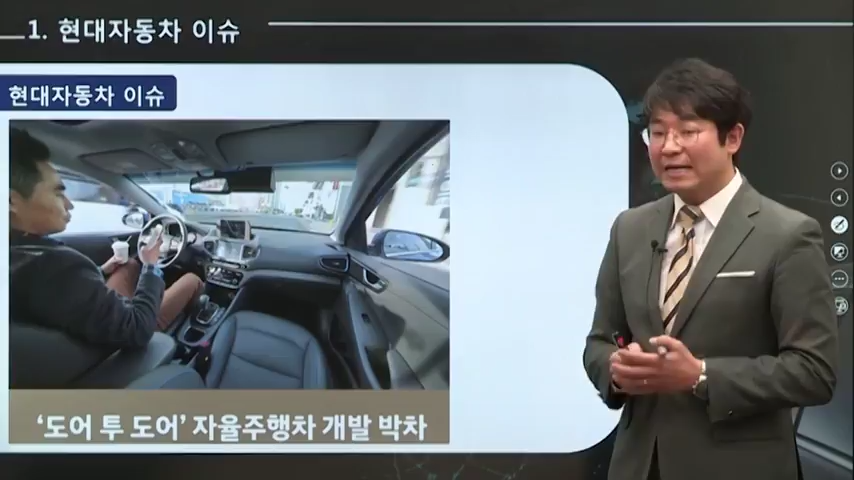 1. 현대자동차 이슈
현대자동차 이슈
‘도어 투 도어’ 자율주행차 개발 박차